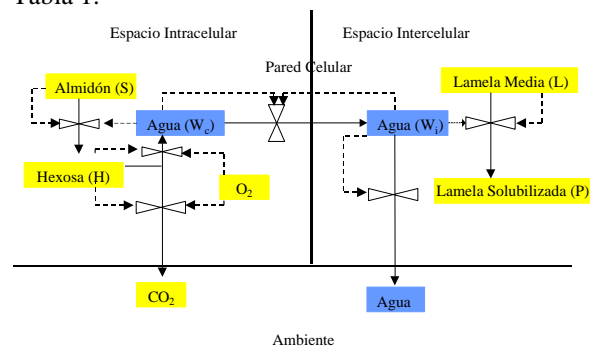 Tabla 1.
Espacio Intracelular
Espacio Intercelular
Pared Celular
Almidón (S)
Lamela Media (L)
Agua (Wc)
Agua (Wi)
Hexosa (H)
O2
Lamela Solubilizada (P)
CO2
Agua
Ambiente